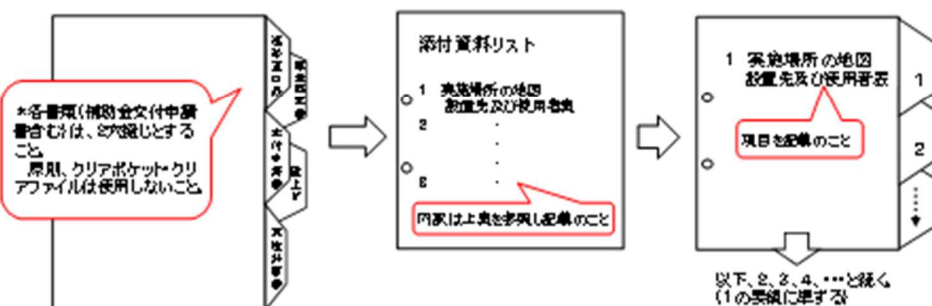 *各書類(補助金交付申請
書含む)は、2穴綴じとする
こと。
原則、クリアポケット・クリ
アファイルは使用しないこと。
添付資料リスト
1 実施場所の地図
設置先及び使用者表
2
内訳は上表を参照し記載のこと
1 実施場所の地図
設置先及び使用者表
項目を記載のこと
1
2
以下、2、3、4、…と続く。
(1の要領に準ずる)